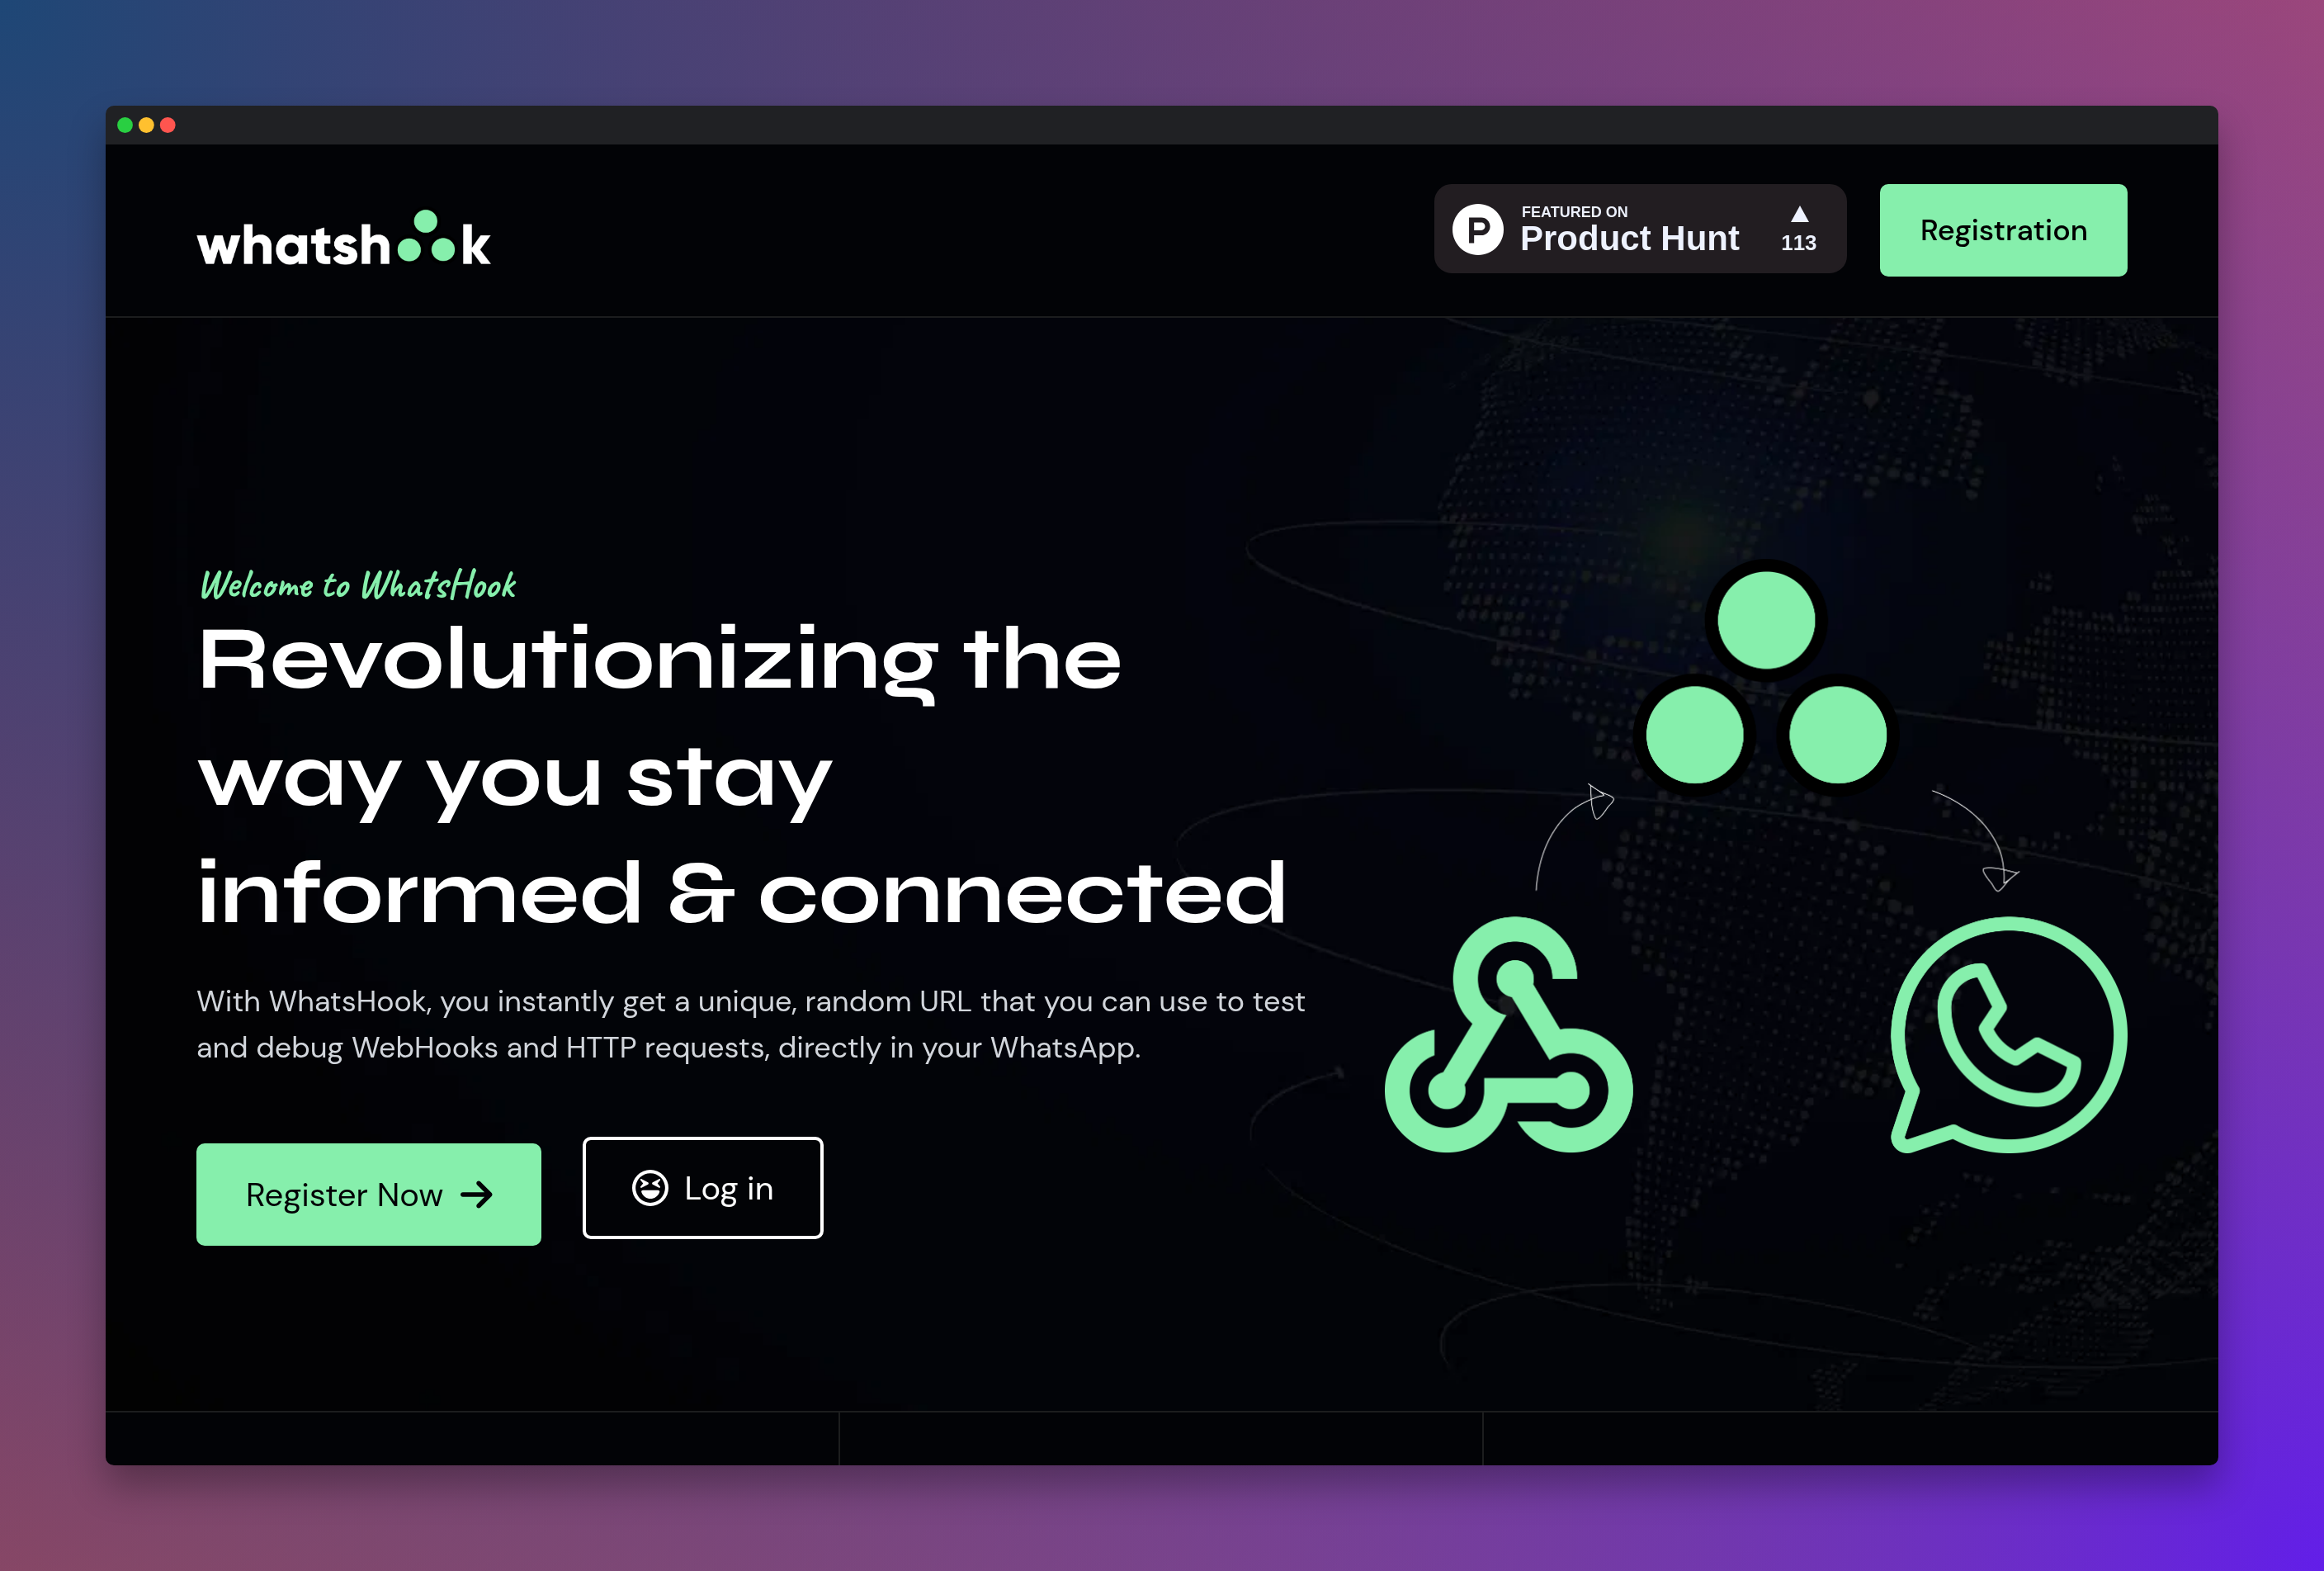 whatshook
FEATURED ON
Product Hunt
113
Registration
Welcome to WhatsHook
Revolutionizing the
way you stay
informed & connected
With WhatsHook, you instantly get a unique, random URL that you can use to test
and debug WebHooks and HTTP requests, directly in your WhatsApp.
Register Now
Log in